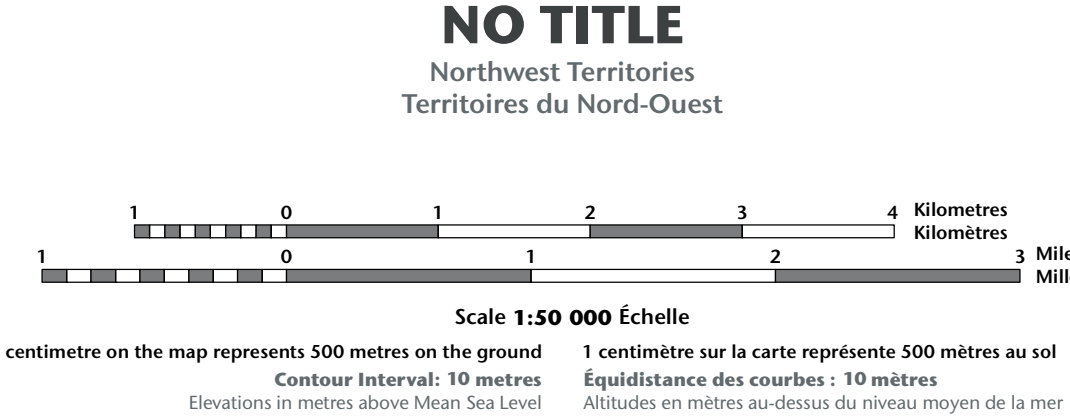 NO TITLE
Northwest Territories
Territoires du Nord-Ouest
1 0 1 2 3 4 Kilometres
Kilomètres
1 0 1 2 3 Mile
Mill
Scale 1:50 000 Échelle
centimetre on the map represents 500 metres on the ground
Contour Interval: 10 metres
Elevations in metres above Mean Sea Level
1 centimètre sur la carte représente 500 mètres au sol
Équidistance des courbes : 10 mètres
Altitudes en mètres au-dessus du niveau moyen de la mer